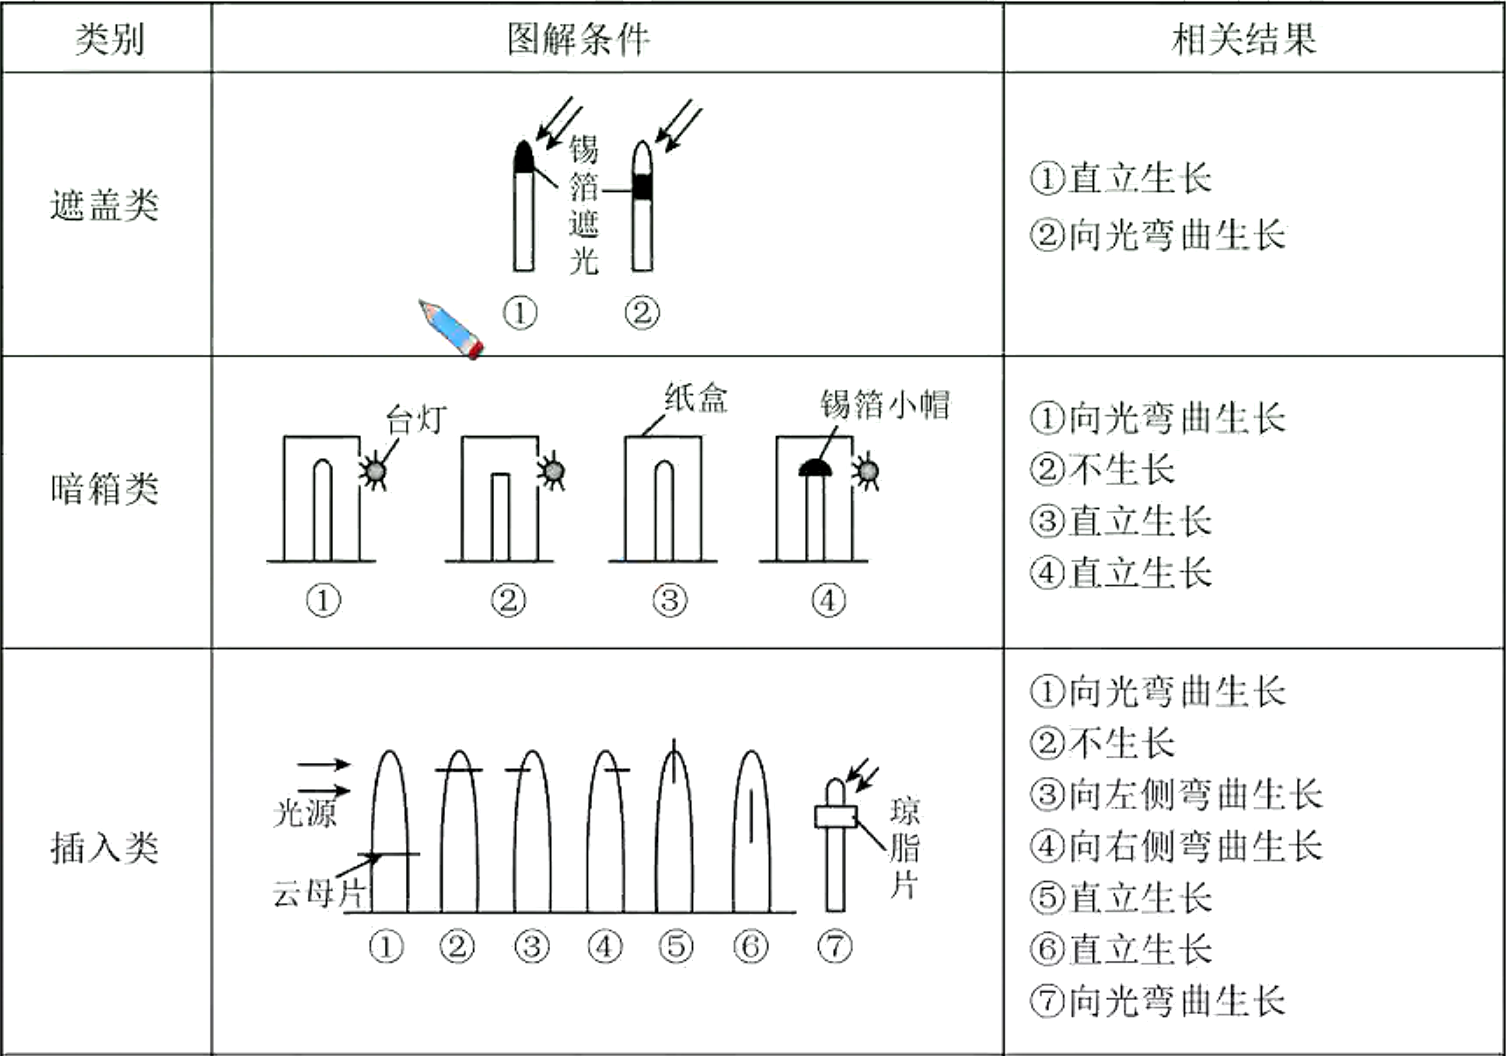 类别 图解条件 相关结果
遮盖类
锡箔遮光
① ②
①直立生长
②向光弯曲生长
暗箱类
台灯 纸盒 锡箔小帽
① ② ③ ④
①向光弯曲生长
②不生长
③直立生长
④直立生长
插入类
光源
云母片
琼脂片
① ② ③ ④ ⑤ ⑥ ⑦
①向光弯曲生长
②不生长
③向左侧弯曲生长
④向右侧弯曲生长
⑤直立生长
⑥直立生长
⑦向光弯曲生长